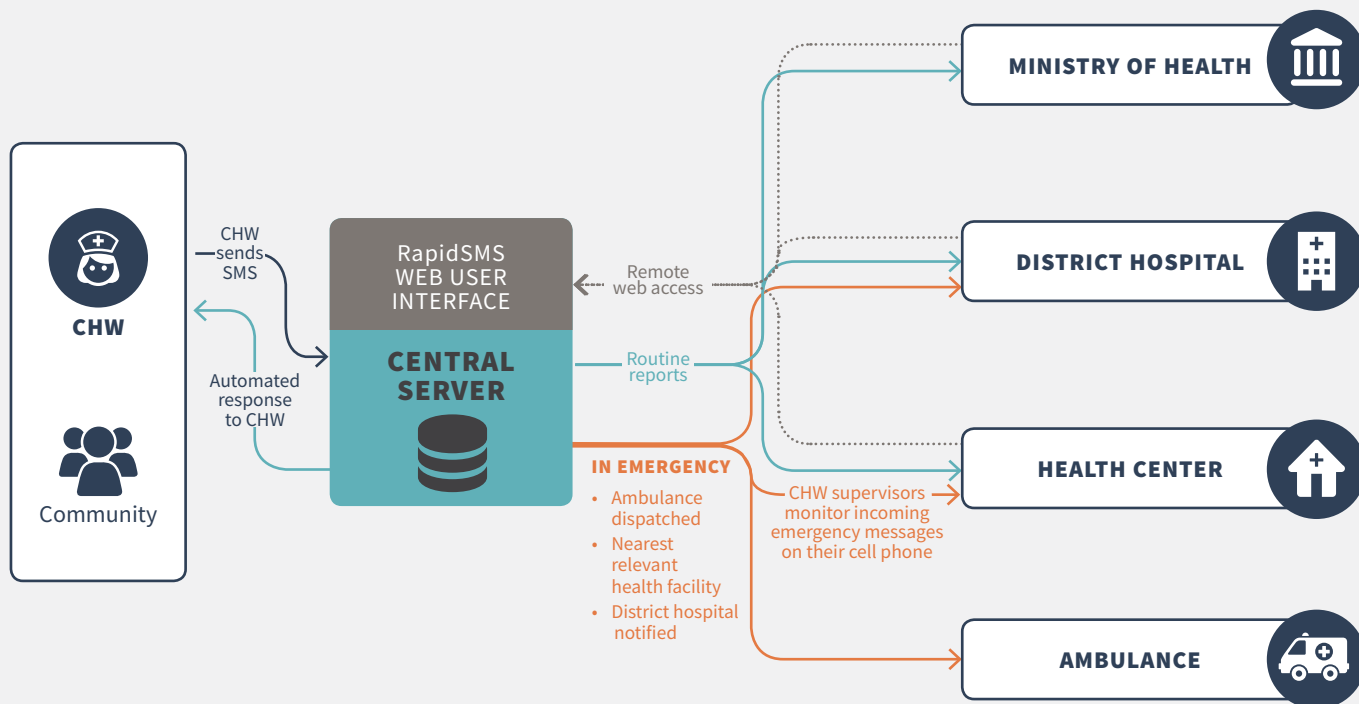 CHW
Community
CHW
sends
SMS
Automated
response
to CHW
RapidSMS
WEB USER
INTERFACE
CENTRAL
SERVER
Remote
web access
Routine
reports
IN EMERGENCY
• Ambulance
dispatched
• Nearest
relevant
health facility
• District hospital
notified
CHW supervisors
monitor incoming
emergency messages
on their cell phone
MINISTRY OF HEALTH
DISTRICT HOSPITAL
HEALTH CENTER
AMBULANCE